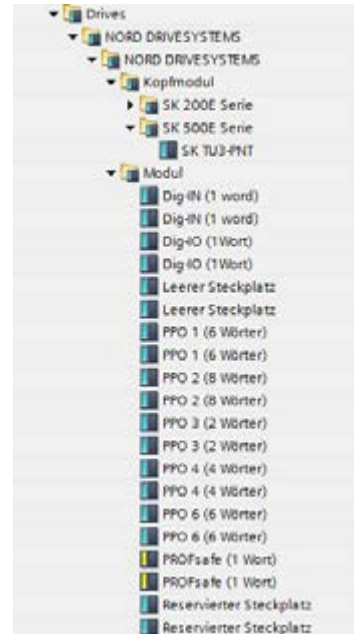 Drives
NORD DRIVESYSTEMS
NORD DRIVESYSTEMS
Kopfmodul
SK 200E Serie
SK 500E Serie
SK TU3-PNT
Modul
Dig-IN (1 word)
Dig-IN (1 word)
Dig-IO (1Wort)
Dig-IO (1Wort)
Leerer Steckplatz
Leerer Steckplatz
PPO 1 (6 Wörter)
PPO 1 (6 Wörter)
PPO 2 (8 Wörter)
PPO 2 (8 Wörter)
PPO 3 (2 Wörter)
PPO 3 (2 Wörter)
PPO 4 (4 Wörter)
PPO 4 (4 Wörter)
PPO 6 (6 Wörter)
PPO 6 (6 Wörter)
PROFsafe (1 Wort)
PROFsafe (1 Wort)
Reservierter Steckplatz
Reservierter Steckplatz